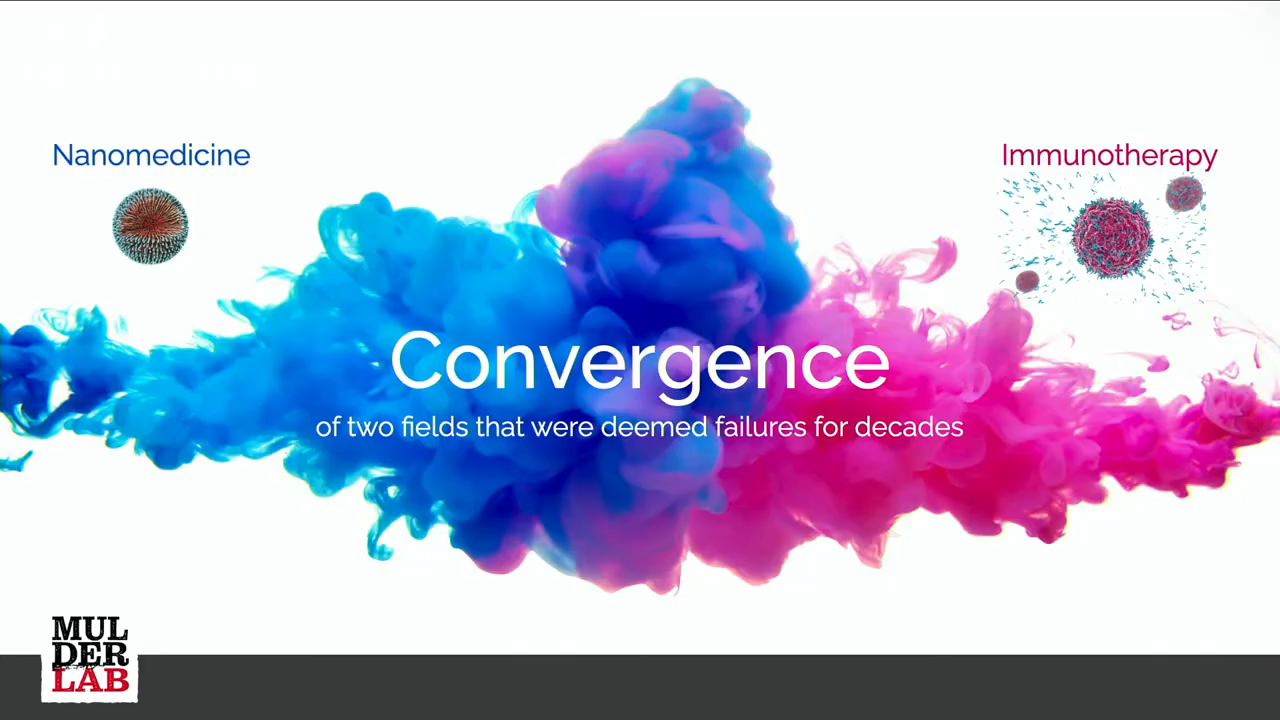 Nanomedicine
Immunotherapy
Convergence
of two fields that were deemed failures for decades
MUL
DER
LAB